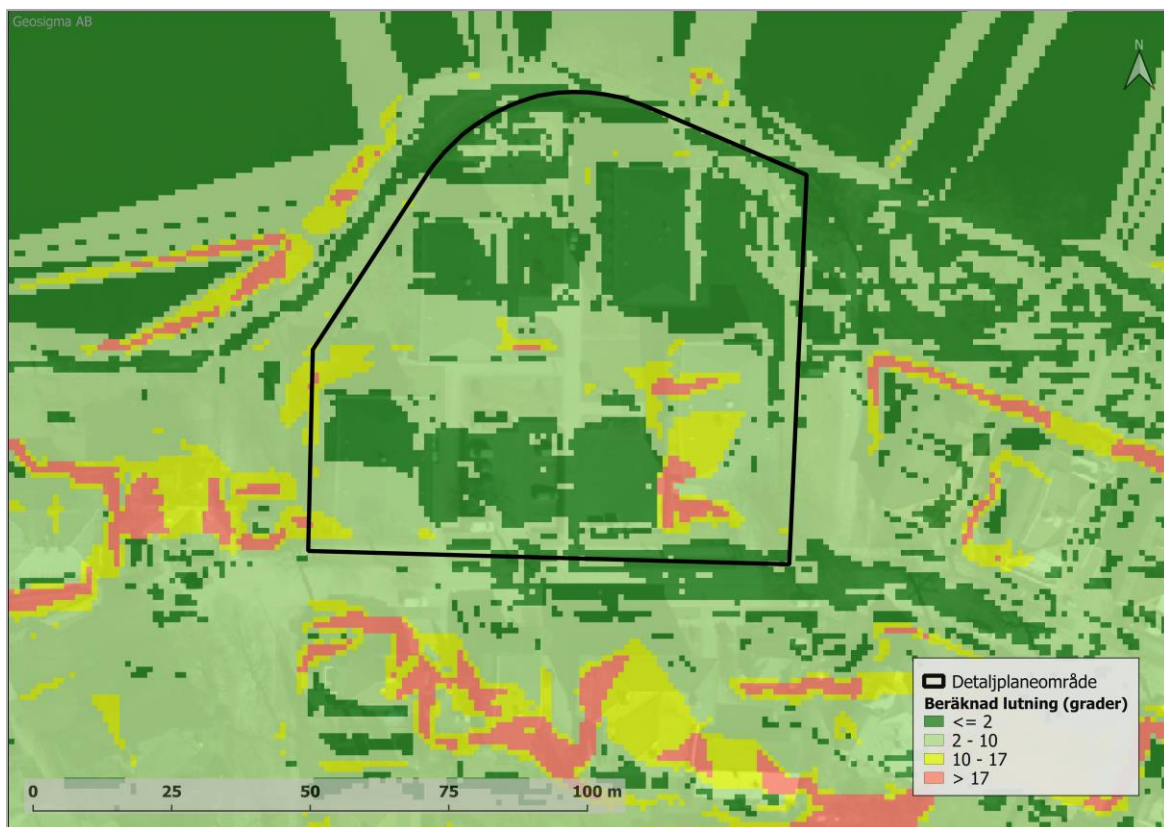 Geosigma AB
N
Detaljplaneområde
Beräknad lutning (grader)
<= 2
2 - 10
10 - 17
> 17
0 25 50 75 100 m